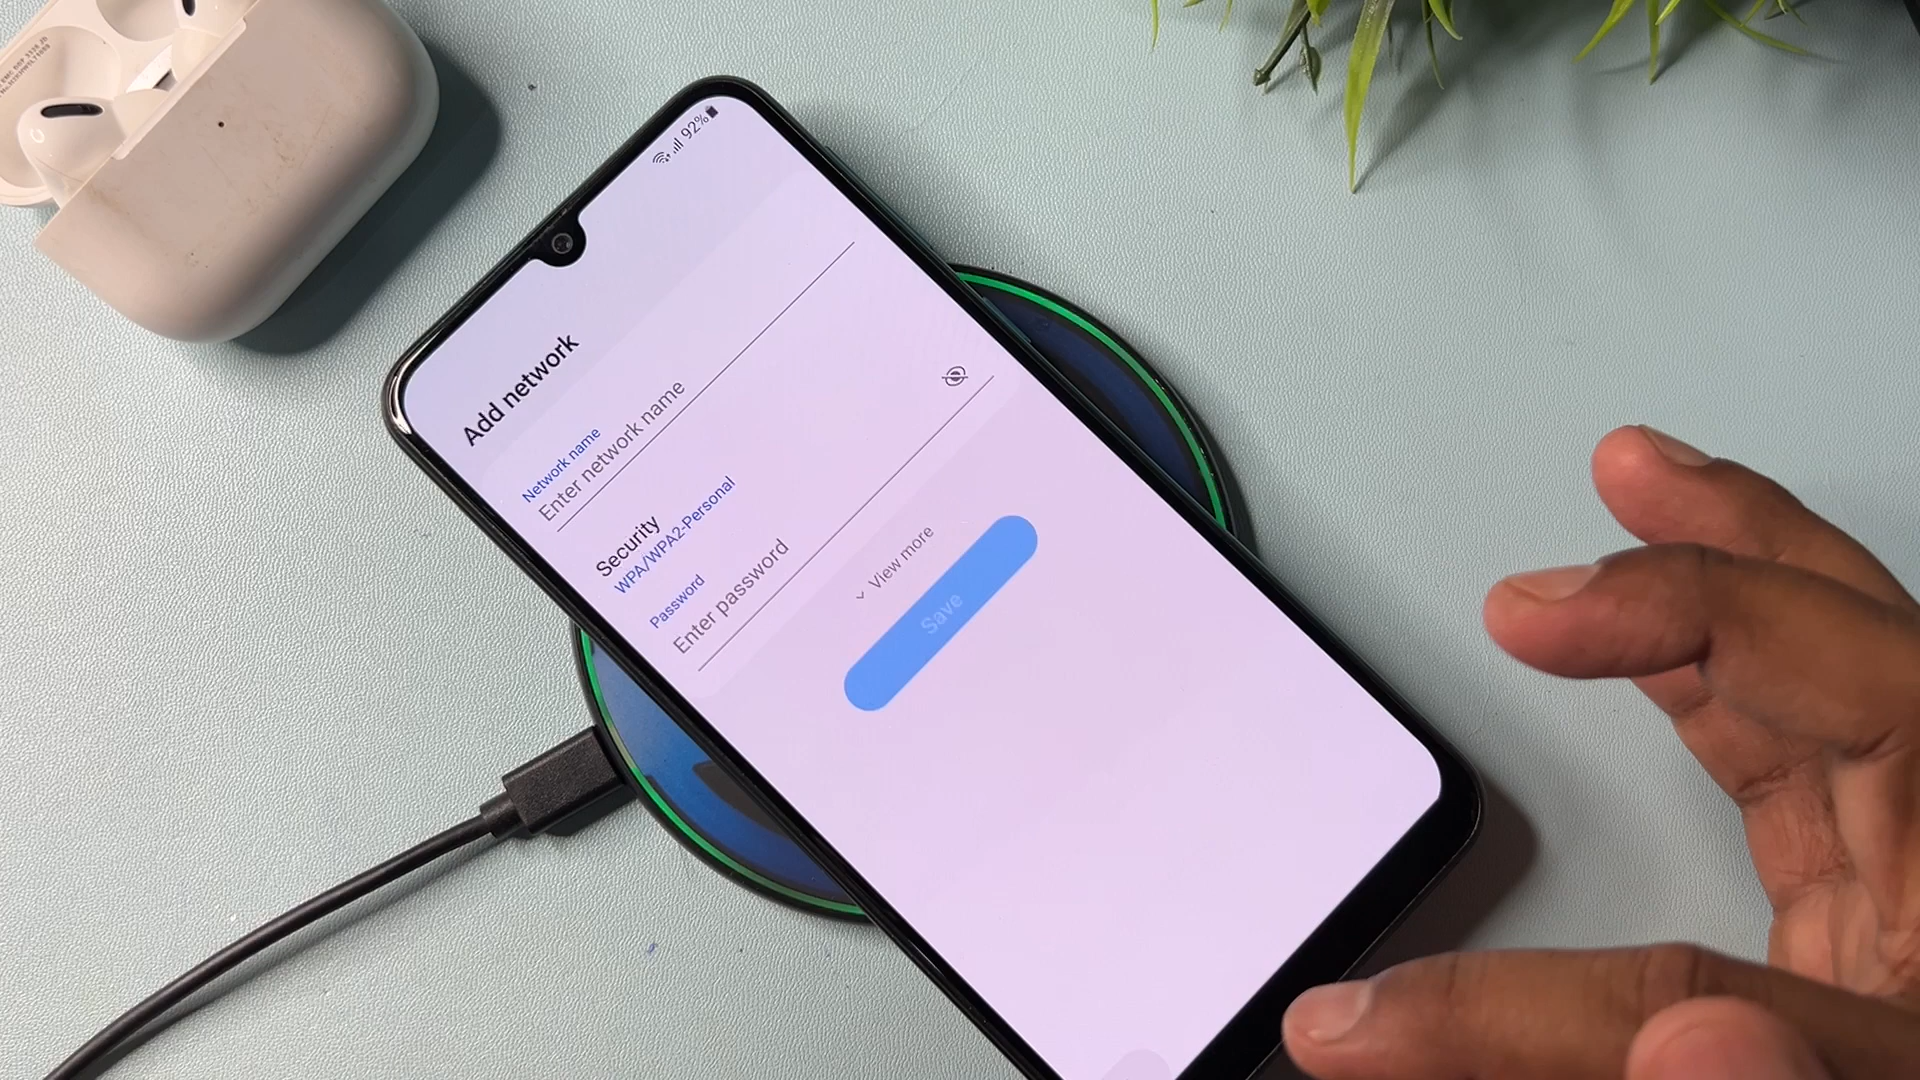 92%
Add network
Network name
Enter network name
Security
WPA/WPA2-Personal
Password
Enter password
View more
Save